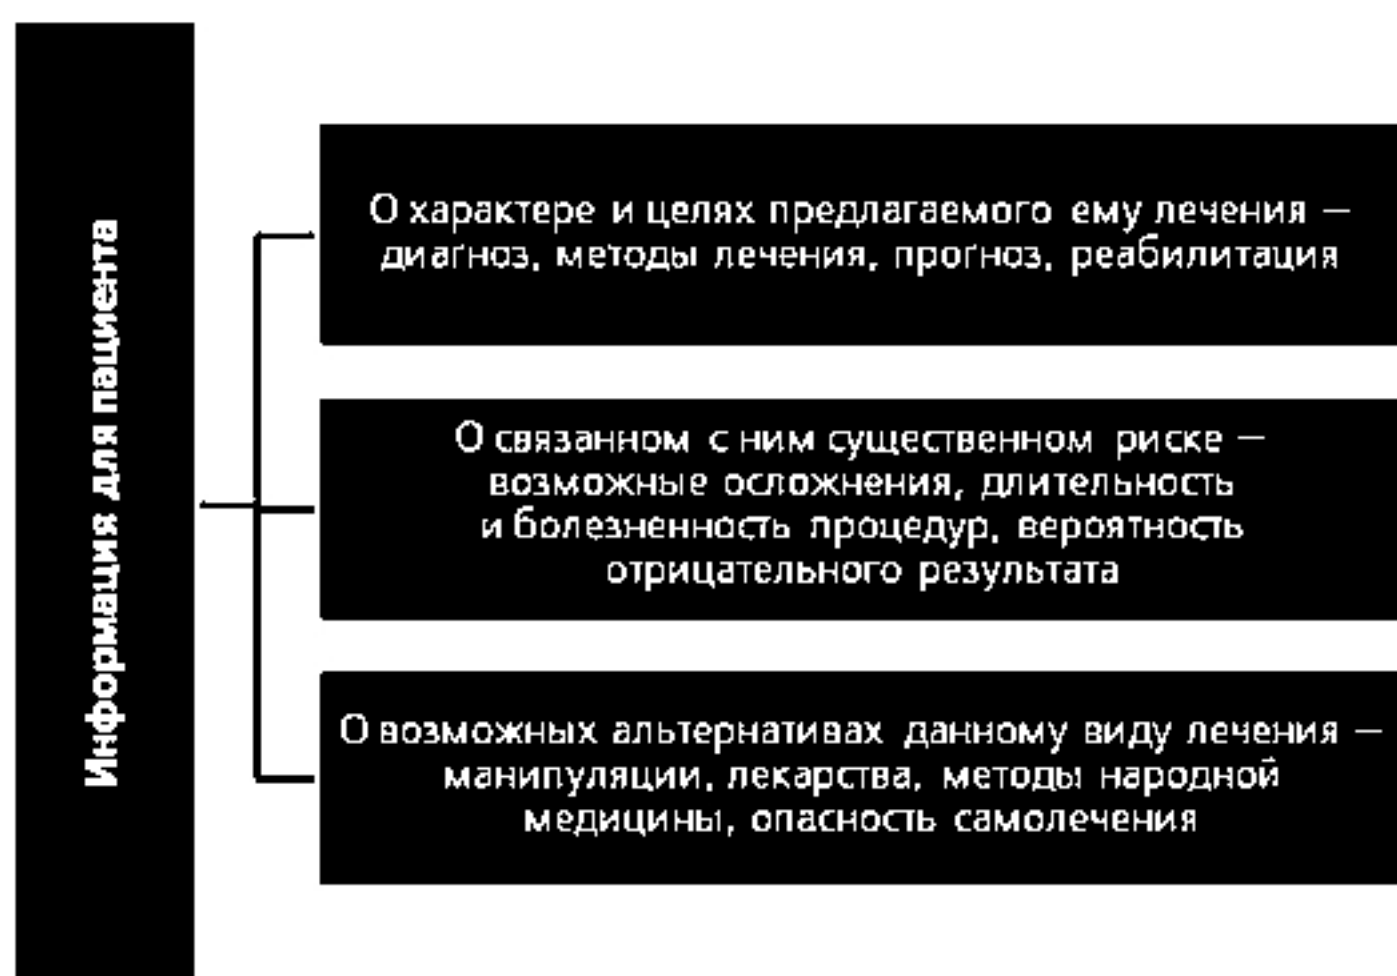 Информация для пациента
О характере и целях предлагаемого ему лечения —
диагноз, методы лечения, прогноз, реабилитация
О связанном с ним существенном риске —
возможные осложнения, длительность
и болезненность процедур, вероятность
отрицательного результата
О возможных альтернативах данному виду лечения —
манипуляции, лекарства, методы народной
медицины, опасность самолечения